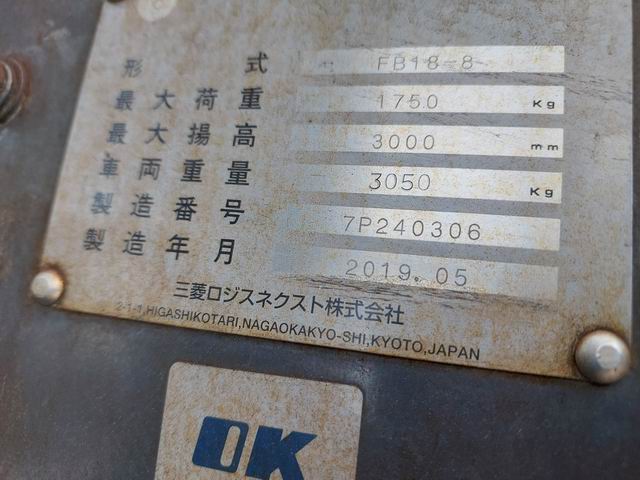 形式 FB18-8
最大荷重 1750 Kg
最大揚高 3000 mm
車両重量 3050 Kg
製造番号 7P240306
製造年月 2019.05
三菱ロジスネクスト株式会社
2-1-1,HIGASHIKOTARI,NAGAOKAKYO-SHI,KYOTO,JAPAN
OK